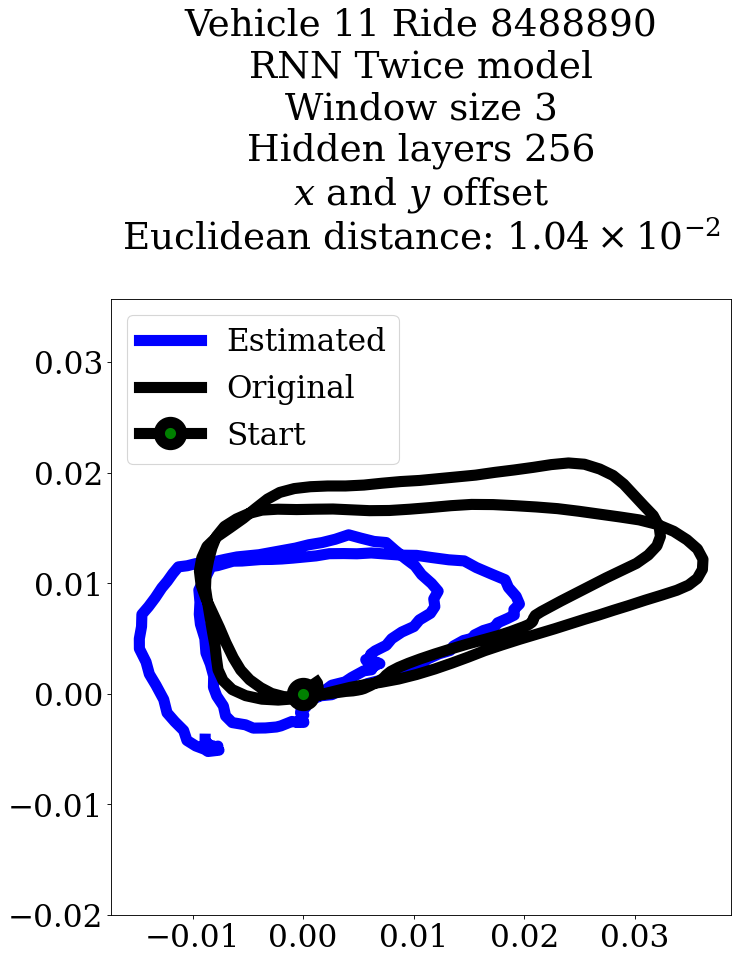 Vehicle 11 Ride 8488890
RNN Twice model
Window size 3
Hidden layers 256
x and y offset
Euclidean distance: 1.04 × 10⁻²
Estimated
Original
Start
0.03
0.02
0.01
0.00
−0.01
−0.02
−0.01 0.00 0.01 0.02 0.03